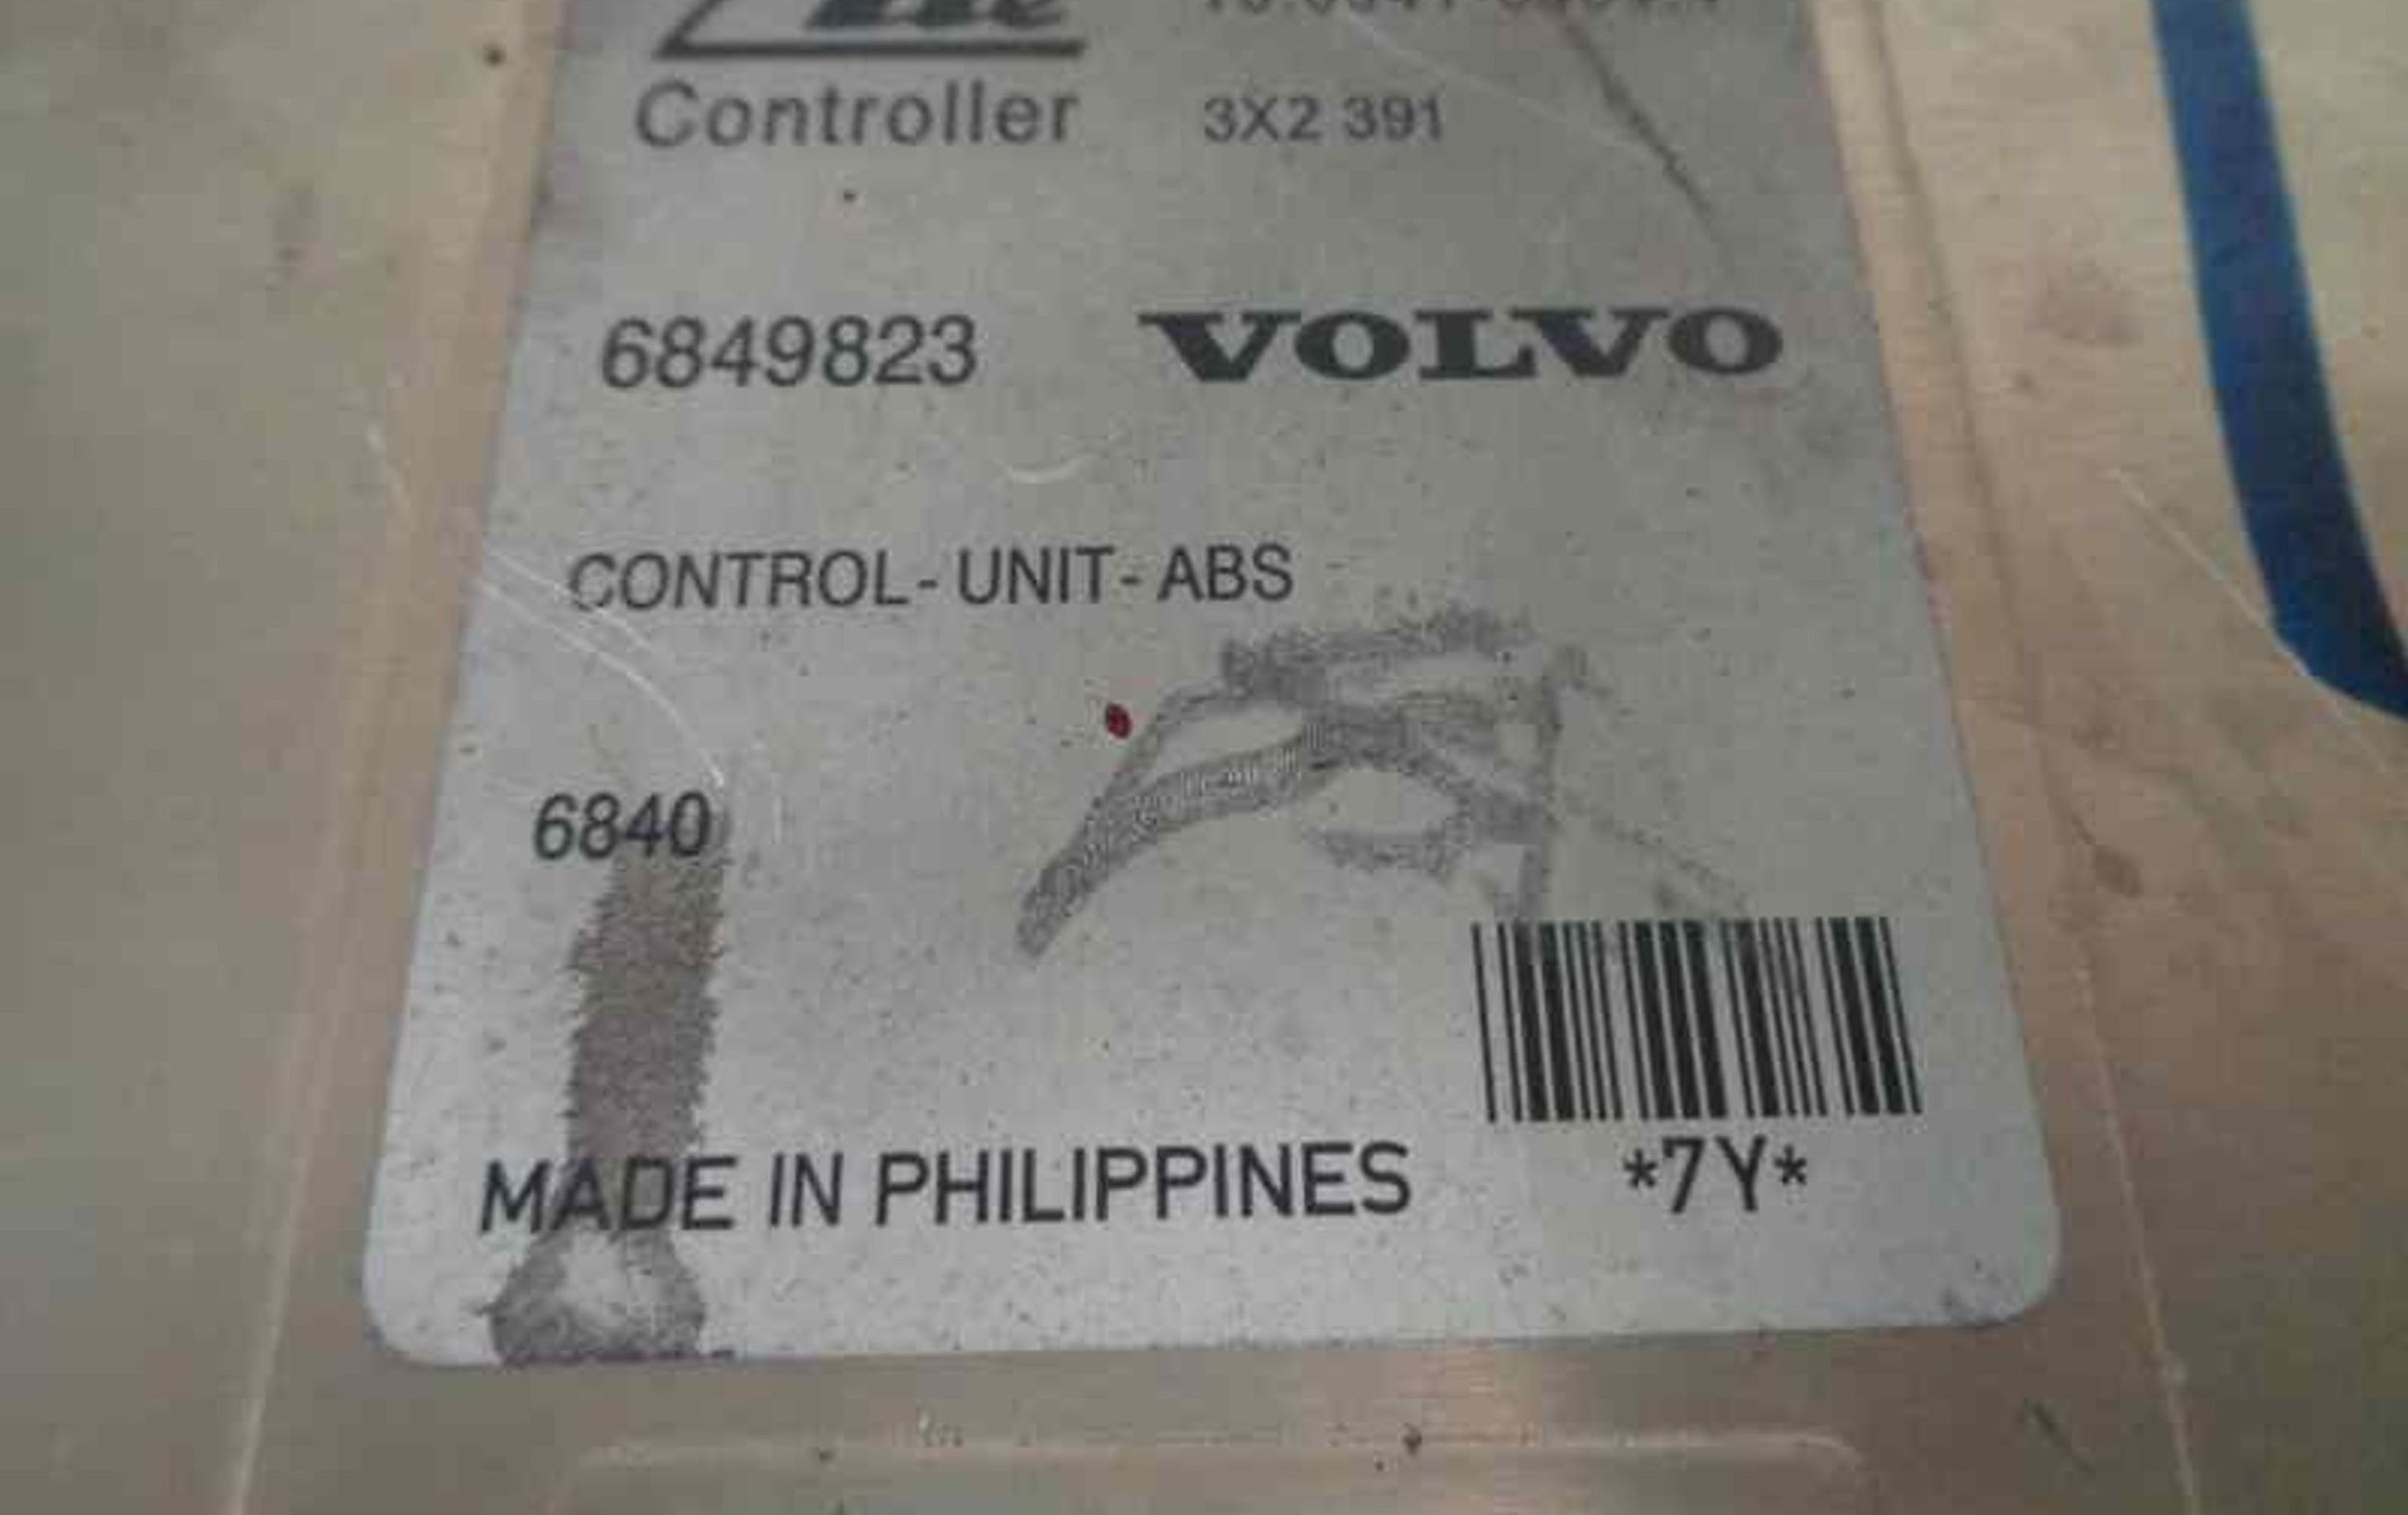 Controller 3X2 391
6849823 VOLVO
CONTROL-UNIT-ABS
6840
MADE IN PHILIPPINES *7Y*